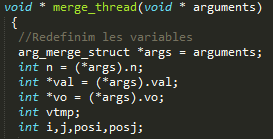 void * merge_thread(void * arguments)
{
//Redefinim les variables
arg_merge_struct *args = arguments;
int n = (*args).n;
int *val = (*args).val;
int *vo = (*args).vo;
int vtmp;
int i,j,posi,posj;